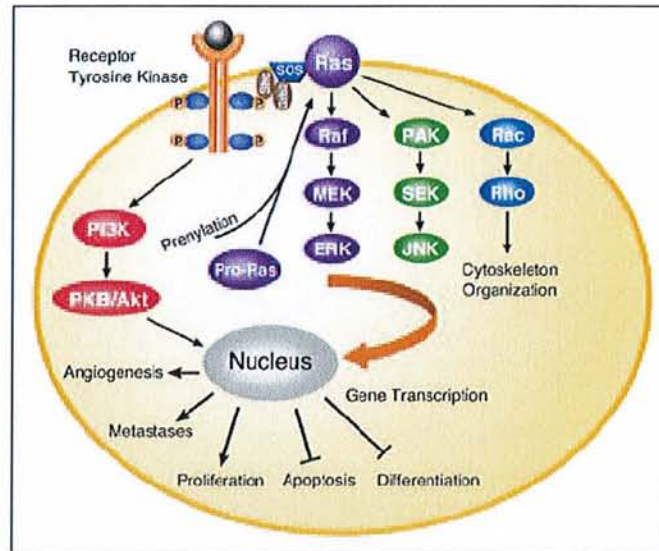 Receptor
Tyrosine Kinase
SOS
Ras
P
P
P
P
Raf
PAK
Rac
MEK
SEK
Rho
ERK
JNK
PI3K
Prenylation
Pro-Ras
Cytoskeleton
Organization
PKB/Akt
Nucleus
Angiogenesis
Gene Transcription
Metastases
Proliferation
Apoptosis
Differentiation